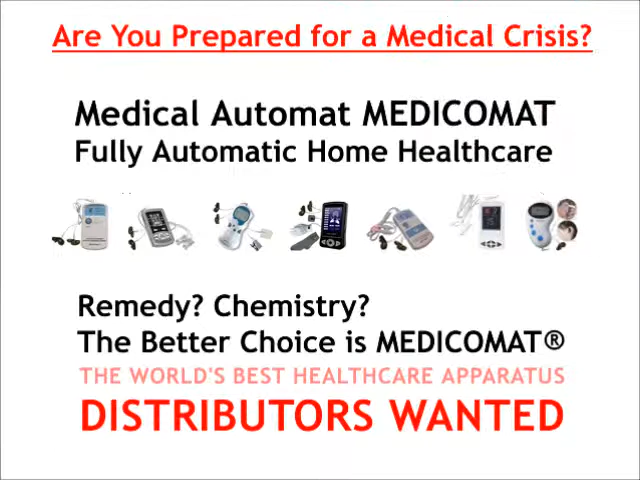 Are You Prepared for a Medical Crisis?
Medical Automat MEDICOMAT
Fully Automatic Home Healthcare
Remedy? Chemistry?
The Better Choice is MEDICOMAT®
THE WORLD'S BEST HEALTHCARE APPARATUS
DISTRIBUTORS WANTED